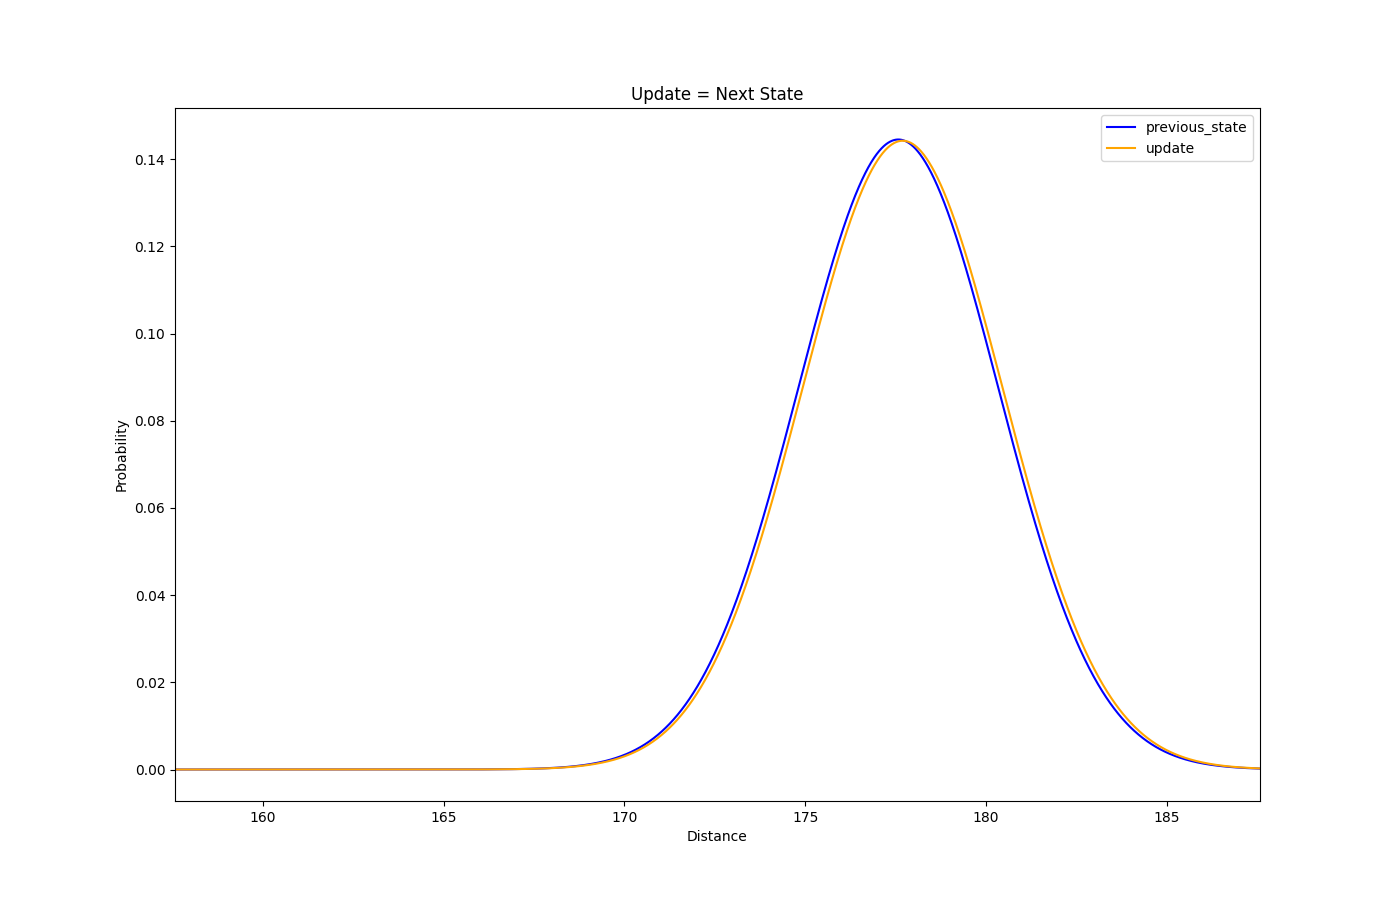 Update = Next State
previous_state
update
0.14
0.12
0.10
0.08
0.06
0.04
0.02
0.00
Probability
160
165
170
175
180
185
Distance